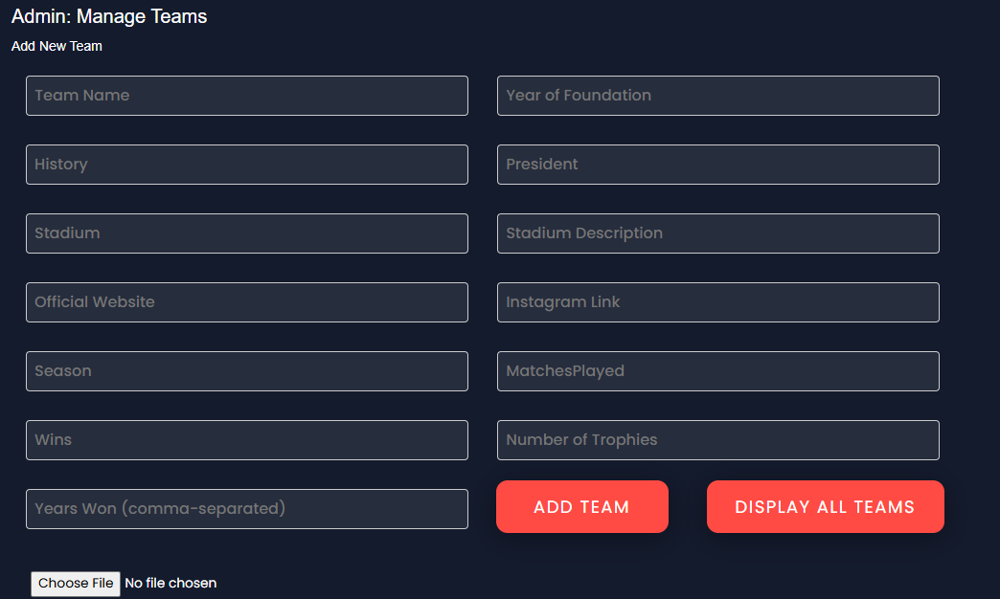 Admin: Manage Teams
Add New Team
Team Name
Year of Foundation
History
President
Stadium
Stadium Description
Official Website
Instagram Link
Season
MatchesPlayed
Wins
Number of Trophies
Years Won (comma-separated)
ADD TEAM
DISPLAY ALL TEAMS
Choose File No file chosen